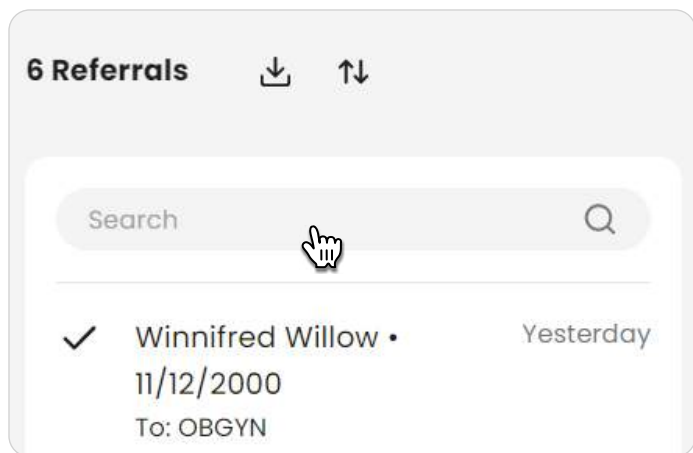 6 Referrals
Search
Winnifred Willow • Yesterday
11/12/2000
To: OBGYN